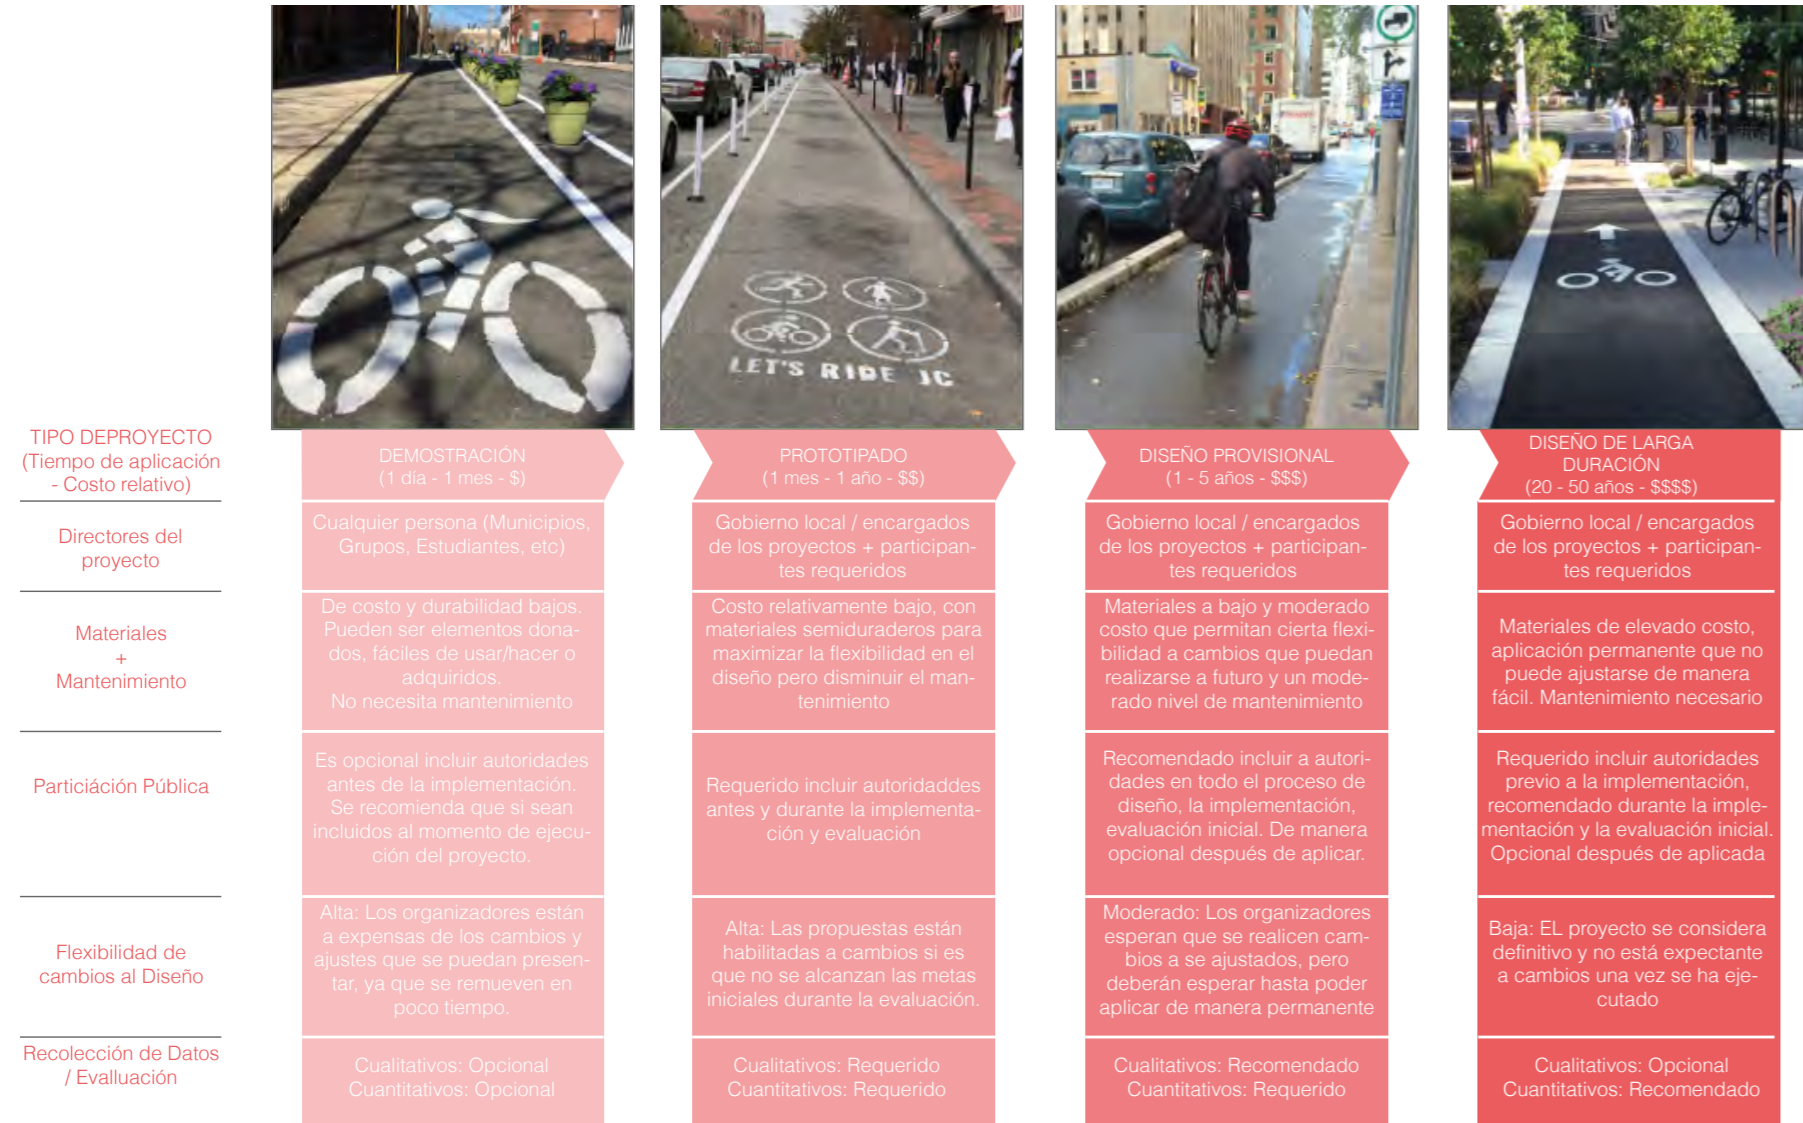 LET'S RIDE JC
TIPO DEPROYECTO
(Tiempo de aplicación
- Costo relativo)
DEMOSTRACIÓN
(1 día - 1 mes - $)
PROTOTIPADO
(1 mes - 1 año - $$)
DISEÑO PROVISIONAL
(1 - 5 años - $$$)
DISEÑO DE LARGA
DURACIÓN
(20 - 50 años - $$$$)
Directores del
proyecto
Cualquier persona (Municipios,
Grupos, Estudiantes, etc)
Gobierno local / encargados
de los proyectos + participan-
tes requeridos
Gobierno local / encargados
de los proyectos + participan-
tes requeridos
Gobierno local / encargados
de los proyectos + participan-
tes requeridos
Materiales
+
Mantenimiento
De costo y durabilidad bajos.
Pueden ser elementos dona-
dos, fáciles de usar/hacer o
adquiridos.
No necesita mantenimiento
Costo relativamente bajo, con
materiales semiduraderos para
maximizar la flexibilidad en el
diseño pero disminuir el man-
tenimiento
Materiales a bajo y moderado
costo que permitan cierta flexi-
bilidad a cambios que puedan
realizarse a futuro y un mode-
rado nivel de mantenimiento
Materiales de elevado costo,
aplicación permanente que no
puede ajustarse de manera
fácil. Mantenimiento necesario
Particiáción Pública
Es opcional incluir autoridades
antes de la implementación.
Se recomienda que si sean
incluidos al momento de ejecu-
ción del proyecto.
Requerido incluir autoridaddes
antes y durante la implementa-
ción y evaluación
Recomendado incluir a autori-
dades en todo el proceso de
diseño, la implementación,
evaluación inicial. De manera
opcional después de aplicar.
Requerido incluir autoridades
previo a la implementación,
recomendado durante la imple-
mentación y la evaluación inicial.
Opcional después de aplicada
Flexibilidad de
cambios al Diseño
Alta: Los organizadores están
a expensas de los cambios y
ajustes que se puedan presen-
tar, ya que se remueven en
poco tiempo.
Alta: Las propuestas están
habilitadas a cambios si es
que no se alcanzan las metas
iniciales durante la evaluación.
Moderado: Los organizadores
esperan que se realicen cam-
bios a se ajustados, pero
deberán esperar hasta poder
aplicar de manera permanente
Baja: EL proyecto se considera
definitivo y no está expectante
a cambios una vez se ha eje-
cutado
Recolección de Datos
/ Evalluación
Cualitativos: Opcional
Cuantitativos: Opcional
Cualitativos: Requerido
Cuantitativos: Requerido
Cualitativos: Recomendado
Cuantitativos: Requerido
Cualitativos: Opcional
Cuantitativos: Recomendado